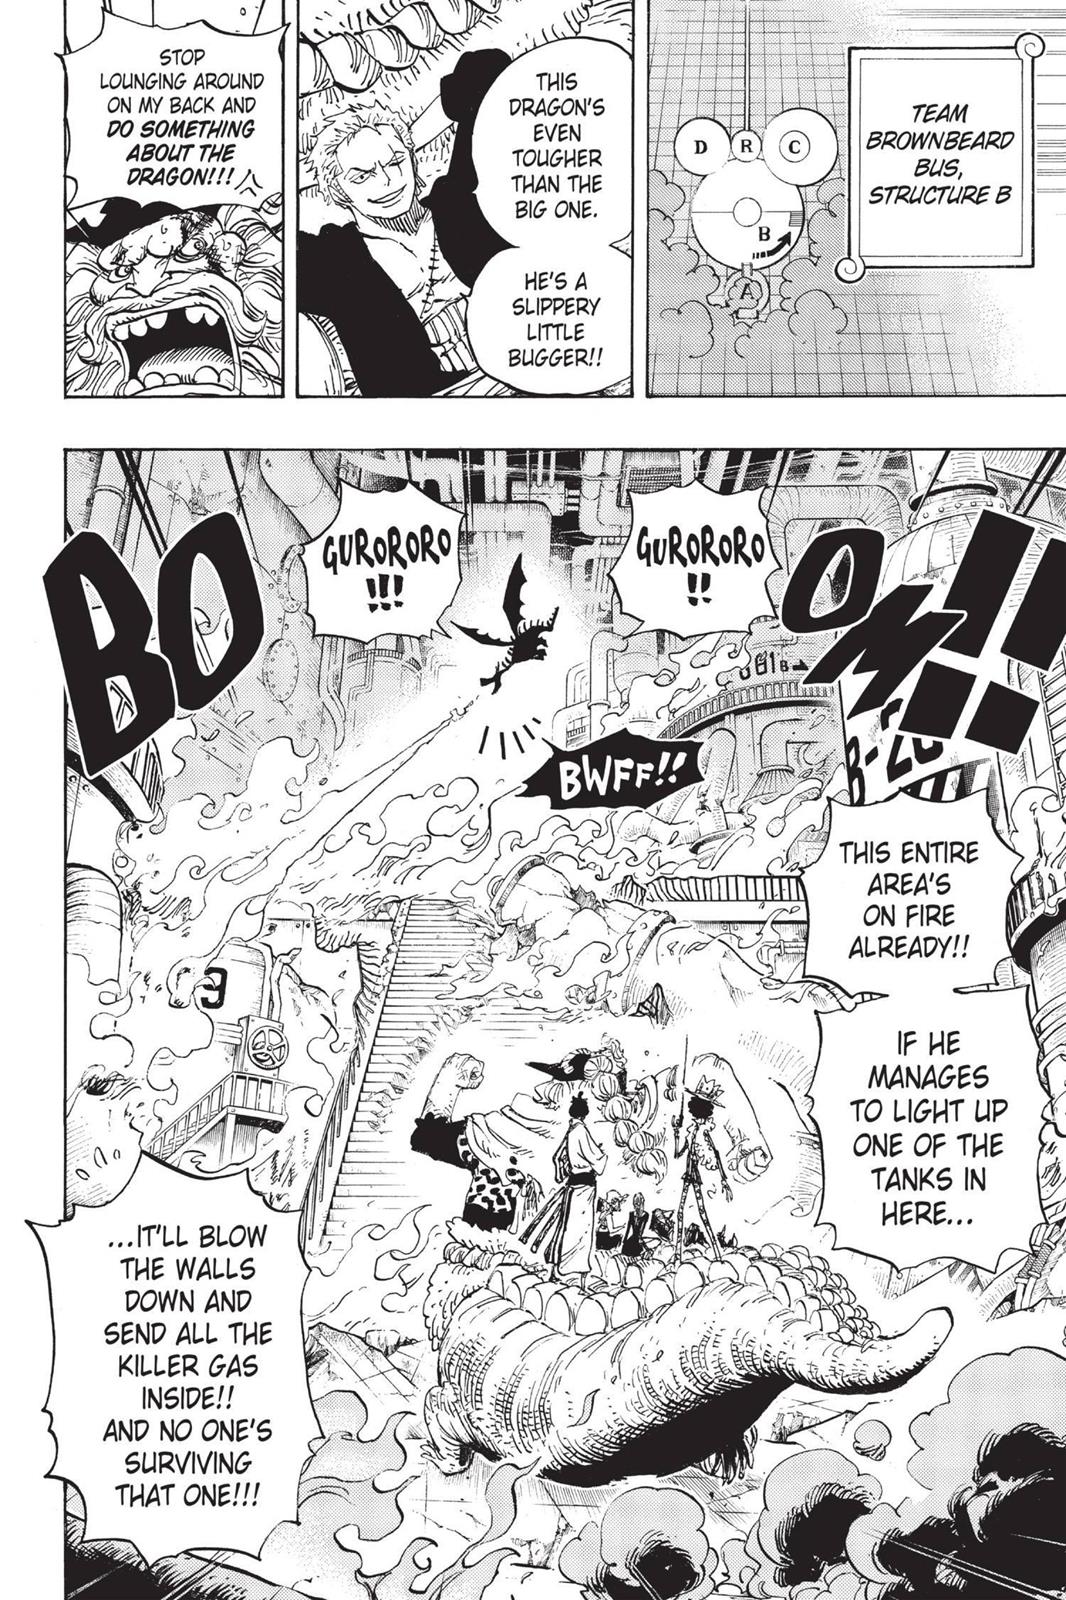 TEAM
BROWNBEARD
BUS,
STRUCTURE B
D
R
C
B
A
THIS
DRAGON'S
EVEN
TOUGHER
THAN THE
BIG ONE.
HE'S A
SLIPPERY
LITTLE
BUGGER!!
STOP
LOUNGING AROUND
ON MY BACK AND
DO SOMETHING
ABOUT THE
DRAGON!!!
BOOM!!
GURORORO
!!
GURORORO
!!!
BWFF!!
B-20
THIS ENTIRE
AREA'S
ON FIRE
ALREADY!!
IF HE
MANAGES
TO LIGHT UP
ONE OF THE
TANKS IN
HERE...
...IT'LL BLOW
THE WALLS
DOWN AND
SEND ALL THE
KILLER GAS
INSIDE!!
AND NO ONE'S
SURVIVING
THAT ONE!!!